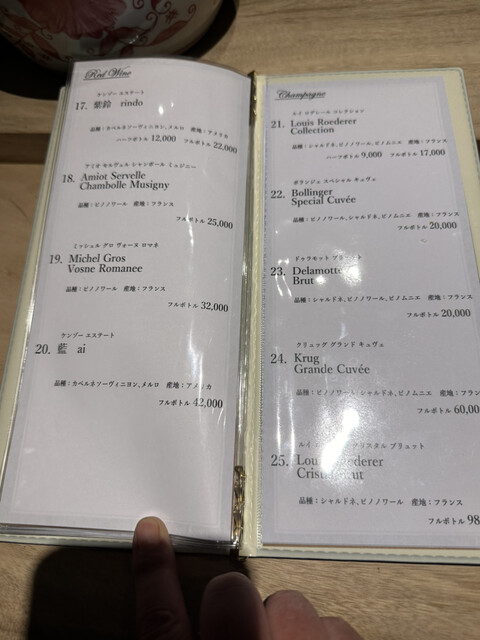 Red Wine
ケンゾー エステート
17. 紫鈴 rindo
品種：カベルネソーヴィニヨン、メルロ 産地：アメリカ
ハーフボトル 12,000 フルボトル 22,000
アミオ セルヴェル シャンボール ミュジニー
18. Amiot Servelle
Chambolle Musigny
品種：ピノノワール 産地：フランス
フルボトル 25,000
ミッシェル グロ ヴォーヌ ロマネ
19. Michel Gros
Vosne Romanee
品種：ピノノワール 産地：フランス
フルボトル 32,000
ケンゾー エステート
20. 藍 ai
品種：カベルネソーヴィニヨン、メルロ 産地：アメリカ
フルボトル 42,000
Champagne
ルイ ロデレール コレクション
21. Louis Roederer
Collection
品種：ピノノワール、シャルドネ、ピノムニエ 産地：フランス
ハーフボトル 9,000 フルボトル 17,000
ボランジェ スペシャル キュヴェ
22. Bollinger
Special Cuvée
品種：ピノノワール、シャルドネ、ピノムニエ 産地：フランス
フルボトル 20,000
ドゥラモット ブリュット
23. Delamotte
Brut
品種：シャルドネ、ピノノワール、ピノムニエ 産地：フランス
フルボトル 20,000
クリュッグ グランド キュヴェ
24. Krug
Grande Cuvée
品種：ピノノワール、シャルドネ、ピノムニエ 産地：フラン
フルボトル 60,00
ルイ クリスタル ブリュット
25. Louis Roederer
Cristal Brut
品種：シャルドネ、ピノノワール 産地：フランス
フルボトル 98